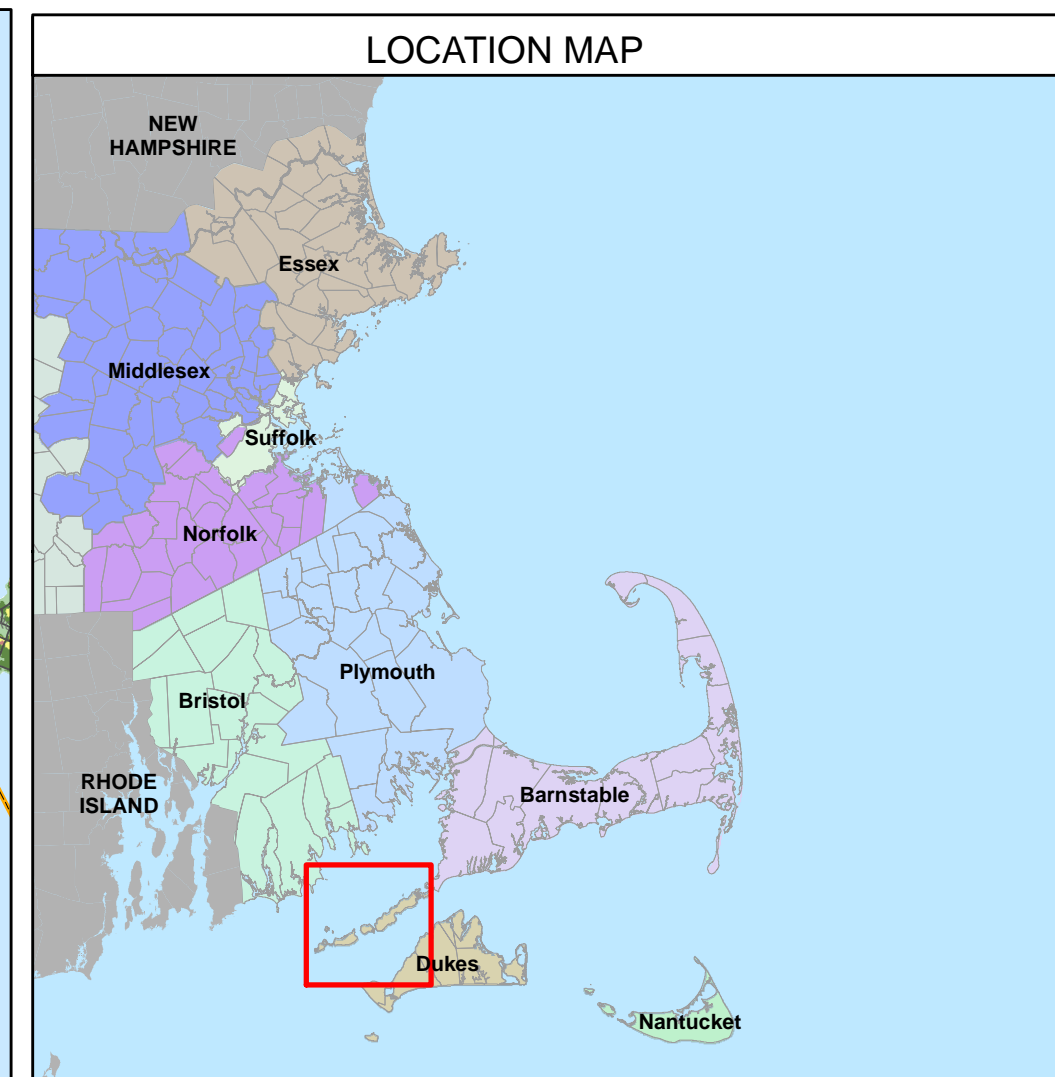 LOCATION MAP
NEW
HAMPSHIRE
Essex
Middlesex
Suffolk
Norfolk
Plymouth
Bristol
RHODE
ISLAND
Barnstable
Dukes
Nantucket